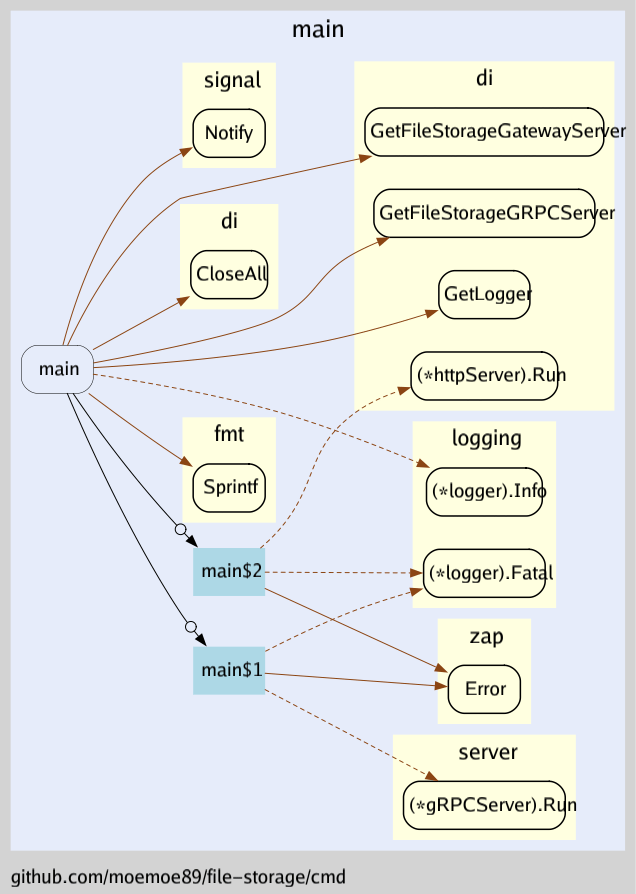 main
signal
Notify
di
GetFileStorageGatewayServer
GetFileStorageGRPCServer
GetLogger
(*httpServer).Run
di
CloseAll
main
fmt
Sprintf
logging
(*logger).Info
(*logger).Fatal
main$2
main$1
zap
Error
server
(*gRPCServer).Run
github.com/moemoe89/file-storage/cmd